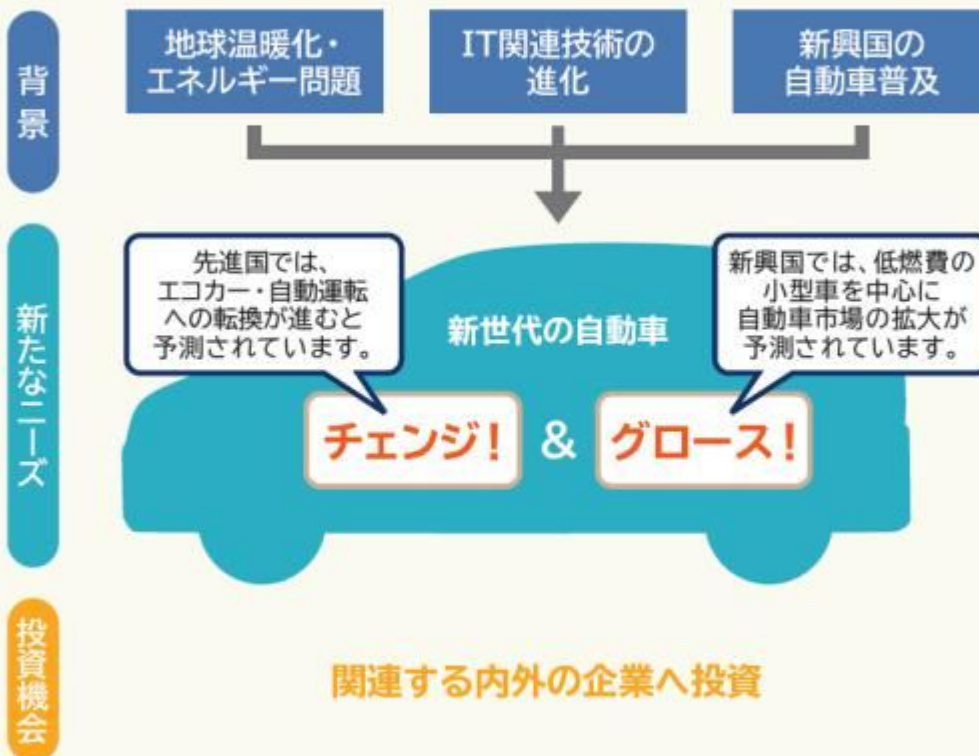 背景
地球温暖化・
エネルギー問題
IT関連技術の
進化
新興国の
自動車普及
新たなニーズ
先進国では、
エコカー・自動運転
への転換が進むと
予測されています。
新世代の自動車
新興国では、低燃費の
小型車を中心に
自動車市場の拡大が
予測されています。
チェンジ！ & グロース！
投資機会
関連する内外の企業へ投資